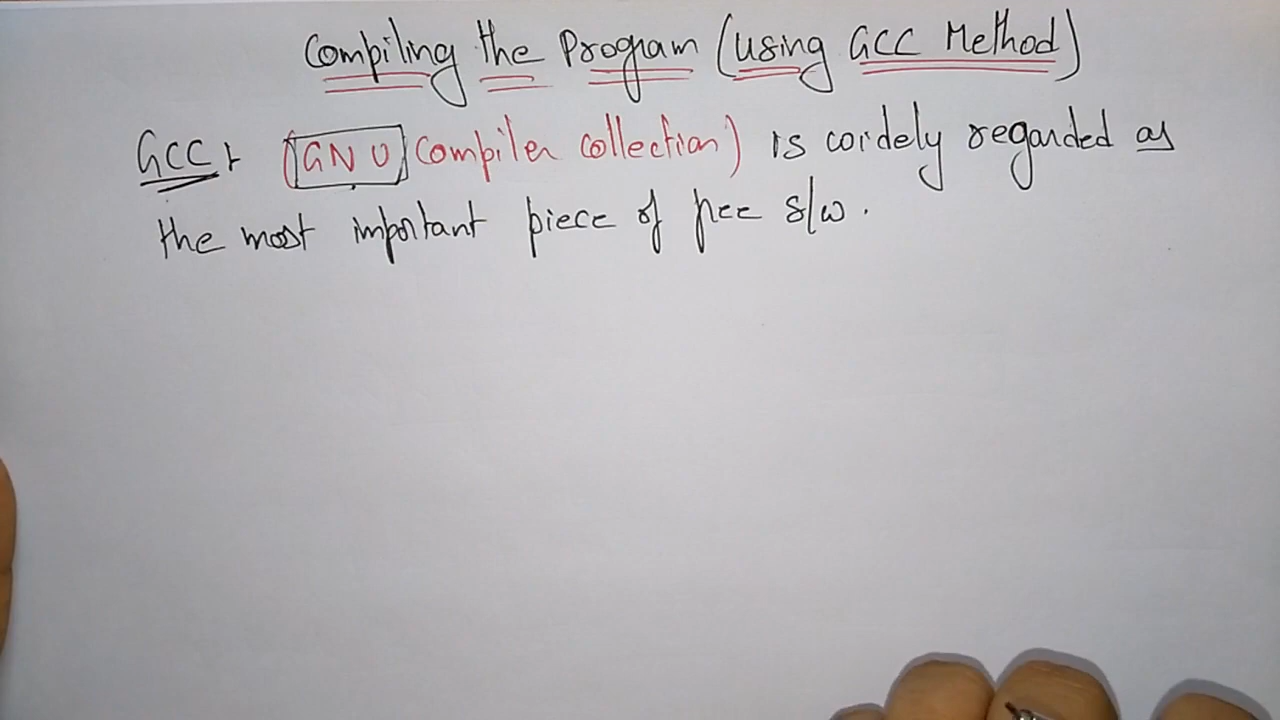 Compiling the Program (using GCC Method)
GCC: (GNU Compiler collection) is widely regarded as
the most important piece of free s/w.